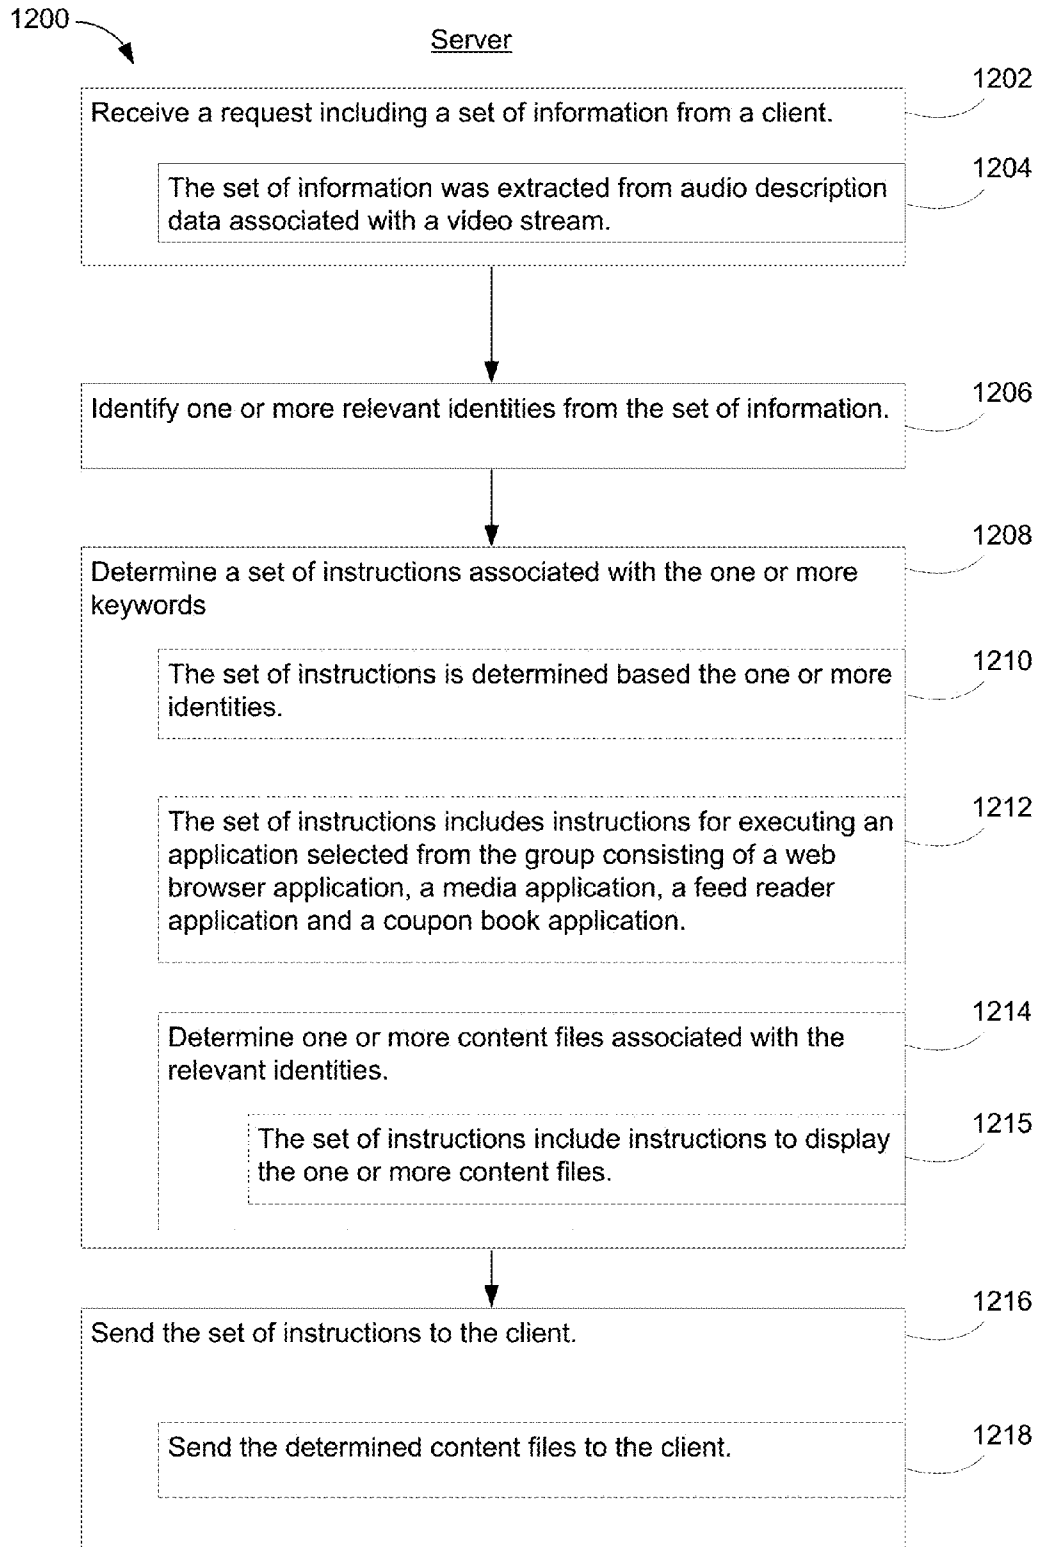 1200
Server
1202
Receive a request including a set of information from a client.
1204
The set of information was extracted from audio description
data associated with a video stream.
1206
Identify one or more relevant identities from the set of information.
1208
Determine a set of instructions associated with the one or more
keywords
1210
The set of instructions is determined based the one or more
identities.
1212
The set of instructions includes instructions for executing an
application selected from the group consisting of a web
browser application, a media application, a feed reader
application and a coupon book application.
1214
Determine one or more content files associated with the
relevant identities.
1215
The set of instructions include instructions to display
the one or more content files.
1216
Send the set of instructions to the client.
1218
Send the determined content files to the client.